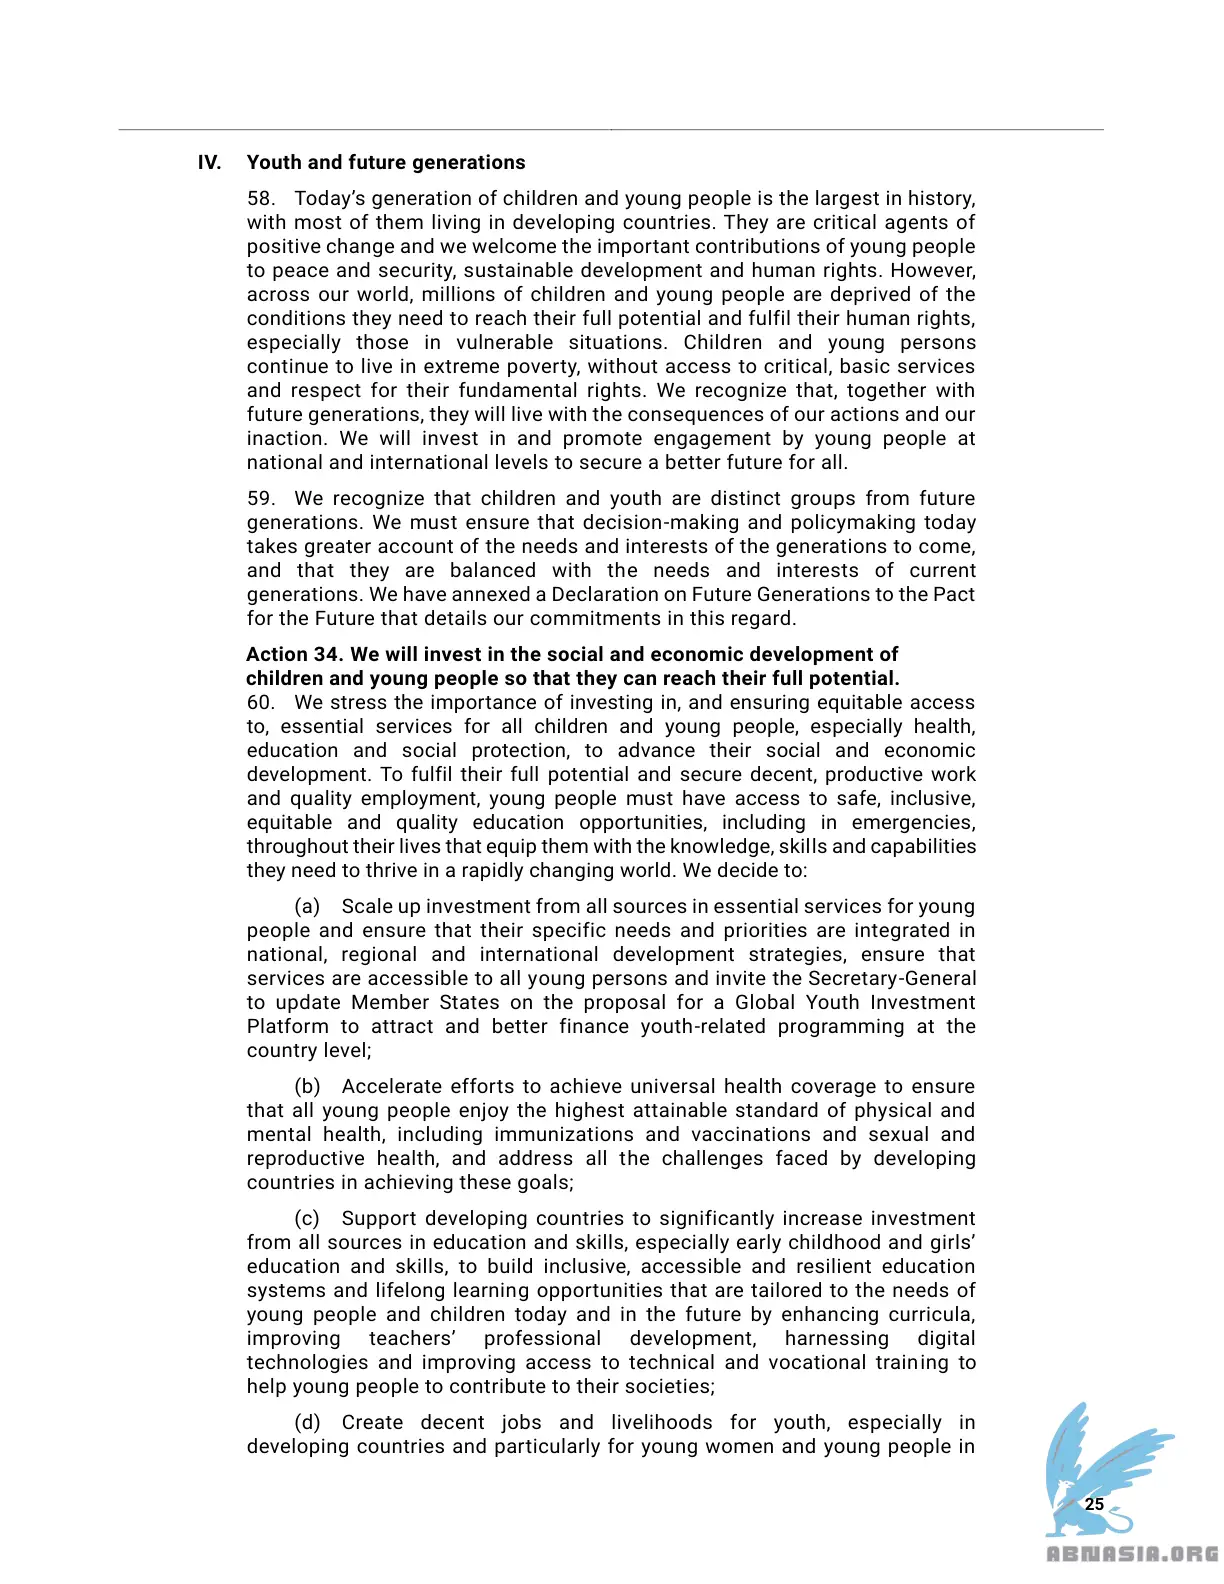 IV. Youth and future generations
58. Today’s generation of children and young people is the largest in history,
with most of them living in developing countries. They are critical agents of
positive change and we welcome the important contributions of young people
to peace and security, sustainable development and human rights. However,
across our world, millions of children and young people are deprived of the
conditions they need to reach their full potential and fulfil their human rights,
especially those in vulnerable situations. Children and young persons
continue to live in extreme poverty, without access to critical, basic services
and respect for their fundamental rights. We recognize that, together with
future generations, they will live with the consequences of our actions and our
inaction. We will invest in and promote engagement by young people at
national and international levels to secure a better future for all.
59. We recognize that children and youth are distinct groups from future
generations. We must ensure that decision-making and policymaking today
takes greater account of the needs and interests of the generations to come,
and that they are balanced with the needs and interests of current
generations. We have annexed a Declaration on Future Generations to the Pact
for the Future that details our commitments in this regard.
Action 34. We will invest in the social and economic development of
children and young people so that they can reach their full potential.
60. We stress the importance of investing in, and ensuring equitable access
to, essential services for all children and young people, especially health,
education and social protection, to advance their social and economic
development. To fulfil their full potential and secure decent, productive work
and quality employment, young people must have access to safe, inclusive,
equitable and quality education opportunities, including in emergencies,
throughout their lives that equip them with the knowledge, skills and capabilities
they need to thrive in a rapidly changing world. We decide to:
(a) Scale up investment from all sources in essential services for young
people and ensure that their specific needs and priorities are integrated in
national, regional and international development strategies, ensure that
services are accessible to all young persons and invite the Secretary-General
to update Member States on the proposal for a Global Youth Investment
Platform to attract and better finance youth-related programming at the
country level;
(b) Accelerate efforts to achieve universal health coverage to ensure
that all young people enjoy the highest attainable standard of physical and
mental health, including immunizations and vaccinations and sexual and
reproductive health, and address all the challenges faced by developing
countries in achieving these goals;
(c) Support developing countries to significantly increase investment
from all sources in education and skills, especially early childhood and girls’
education and skills, to build inclusive, accessible and resilient education
systems and lifelong learning opportunities that are tailored to the needs of
young people and children today and in the future by enhancing curricula,
improving teachers’ professional development, harnessing digital
technologies and improving access to technical and vocational training to
help young people to contribute to their societies;
(d) Create decent jobs and livelihoods for youth, especially in
developing countries and particularly for young women and young people in
25
ABNASIA.ORG